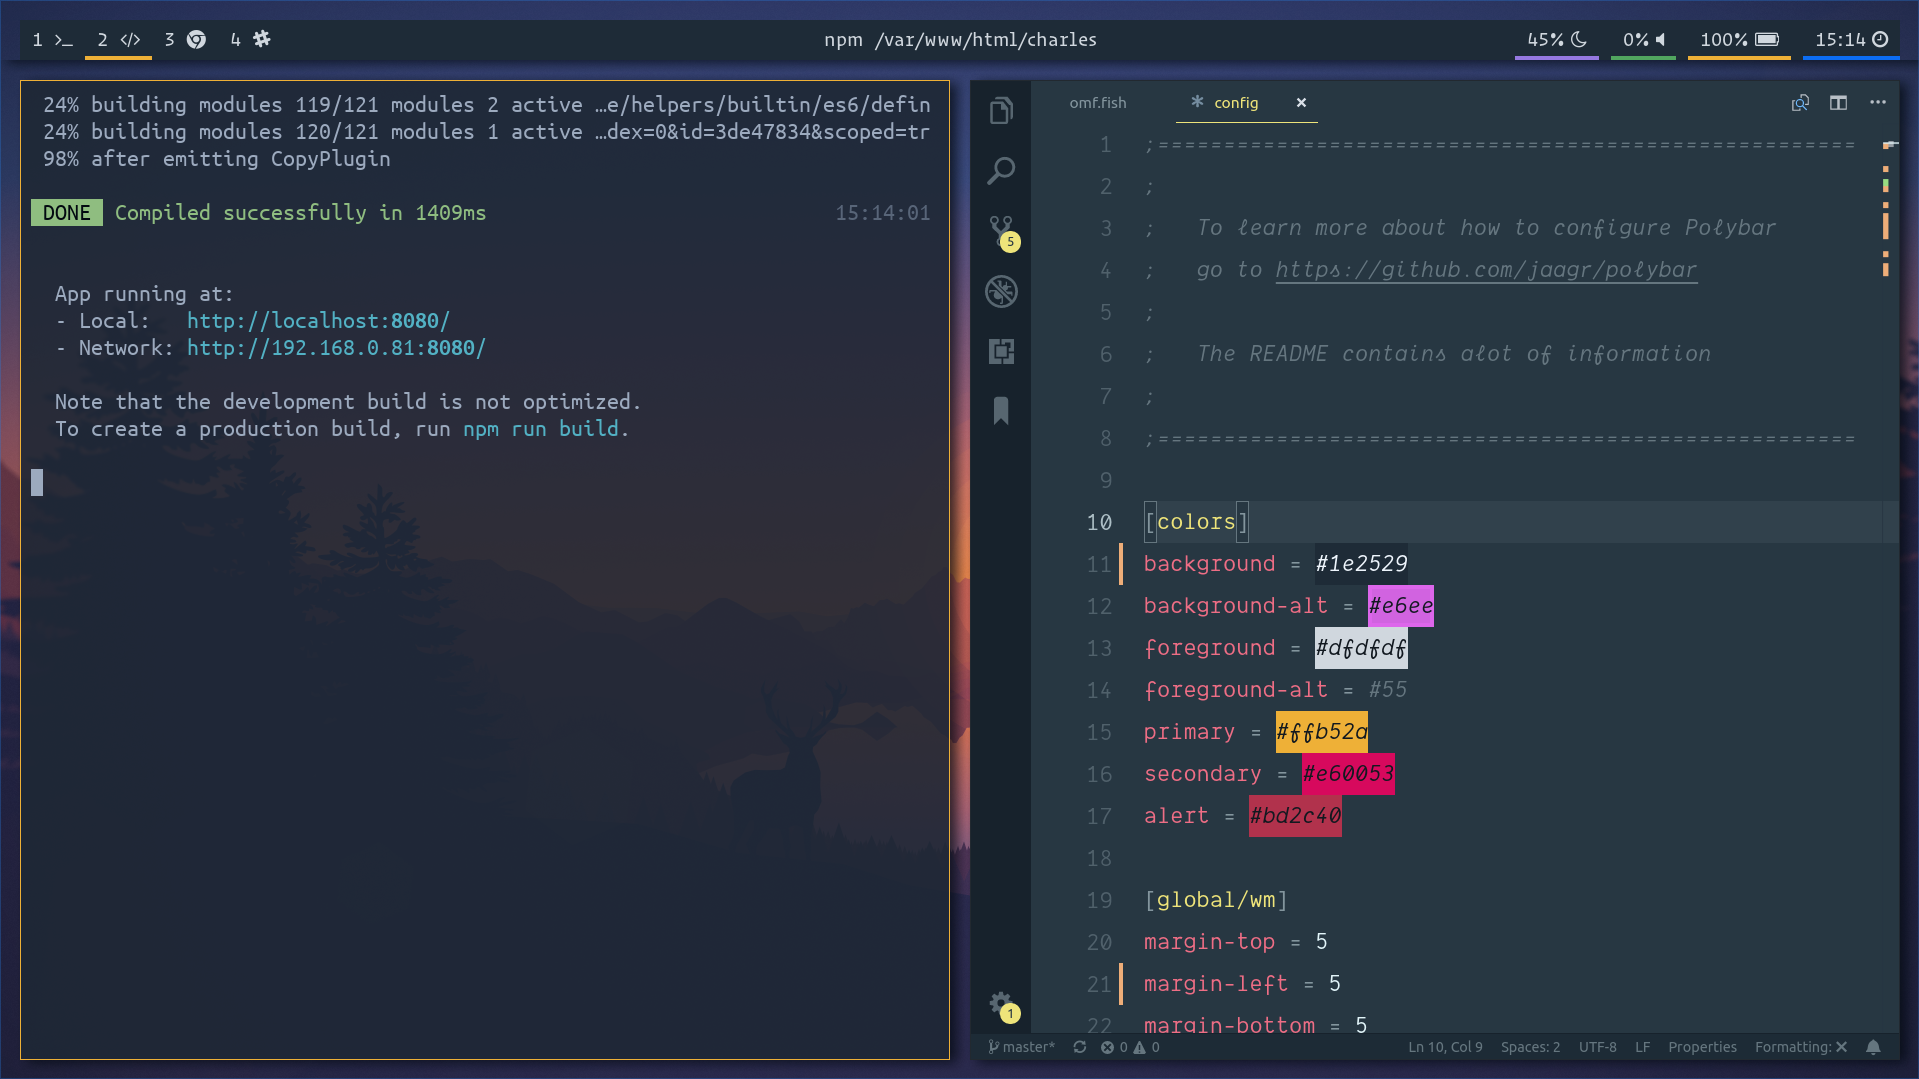 1
2 </>
3
4
npm /var/www/html/charles
45%
0%
100%
15:14
24% building modules 119/121 modules 2 active …e/helpers/builtin/es6/defin
24% building modules 120/121 modules 1 active …dex=0&id=3de47834&scoped=tr
98% after emitting CopyPlugin
DONE Compiled successfully in 1409ms 15:14:01
App running at:
- Local: http://localhost:8080/
- Network: http://192.168.0.81:8080/
Note that the development build is not optimized.
To create a production build, run npm run build.
omf.fish
* config ×
5
1
1 ;=====================================================
2 ;
3 ; To learn more about how to configure Polybar
4 ; go to https://github.com/jaagr/polybar
5 ;
6 ; The README contains alot of information
7 ;
8 ;=====================================================
9
10 [colors]
11 background = #1e2529
12 background-alt = #e6ee
13 foreground = #dfdfdf
14 foreground-alt = #55
15 primary = #ffb52a
16 secondary = #e60053
17 alert = #bd2c40
18
19 [global/wm]
20 margin-top = 5
21 margin-left = 5
22 margin-bottom = 5
master* 0 0 Ln 10, Col 9 Spaces: 2 UTF-8 LF Properties Formatting: ×